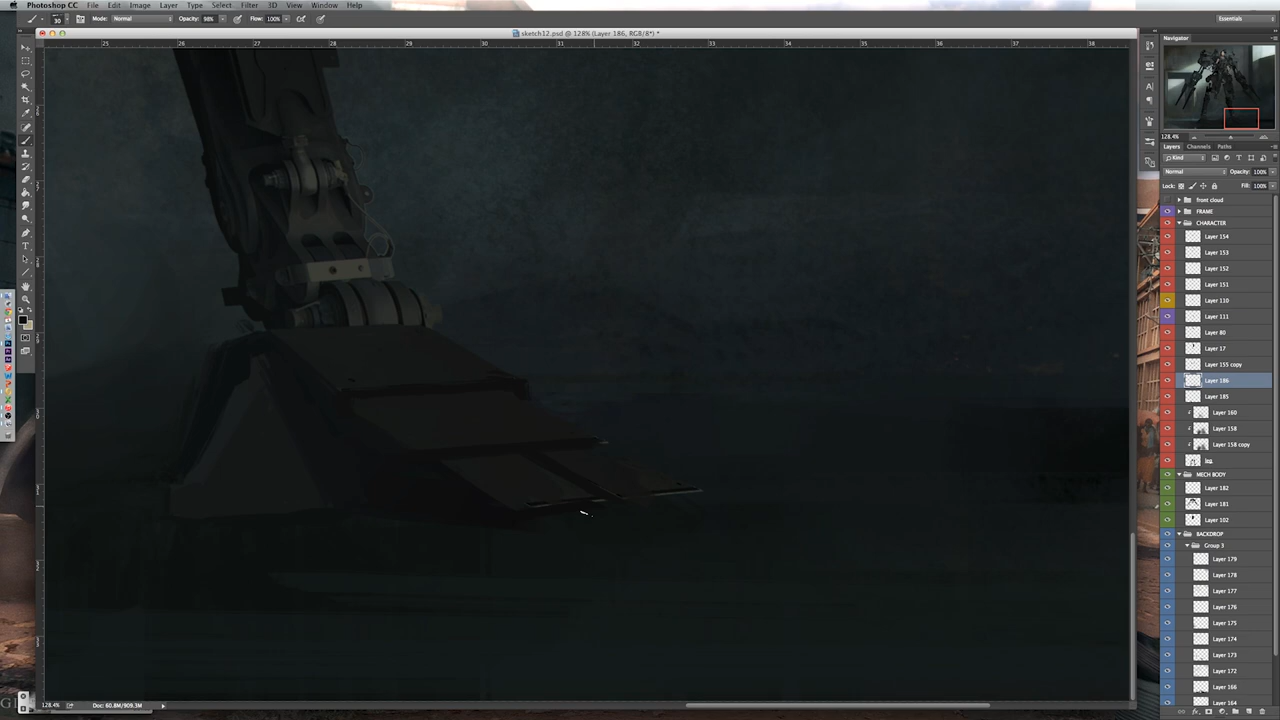 Photoshop CC File Edit Image Layer Type Select Filter 3D View Window Help
30 Mode: Normal Opacity: 98% Flow: 100% Essentials
sketch12.psd @ 128% (Layer 186, RGB/8*) *
25 26 27 28 29 30 31 32 33 34 35 36 37 38
Navigator
128.4%
Layers Channels Paths
Kind
Normal Opacity: 100%
Lock: Fill: 100%
front cloud
FRAME
CHARACTER
Layer 154
Layer 153
Layer 152
Layer 151
Layer 110
Layer 111
Layer 80
Layer 17
Layer 155 copy
Layer 186
Layer 185
Layer 160
Layer 158
Layer 158 copy
leg
MECH BODY
Layer 182
Layer 181
Layer 102
BACKDROP
Group 3
Layer 179
Layer 178
Layer 177
Layer 176
Layer 175
Layer 174
Layer 173
Layer 172
Layer 166
Layer 164
128.4% Doc: 60.8M/909.3M